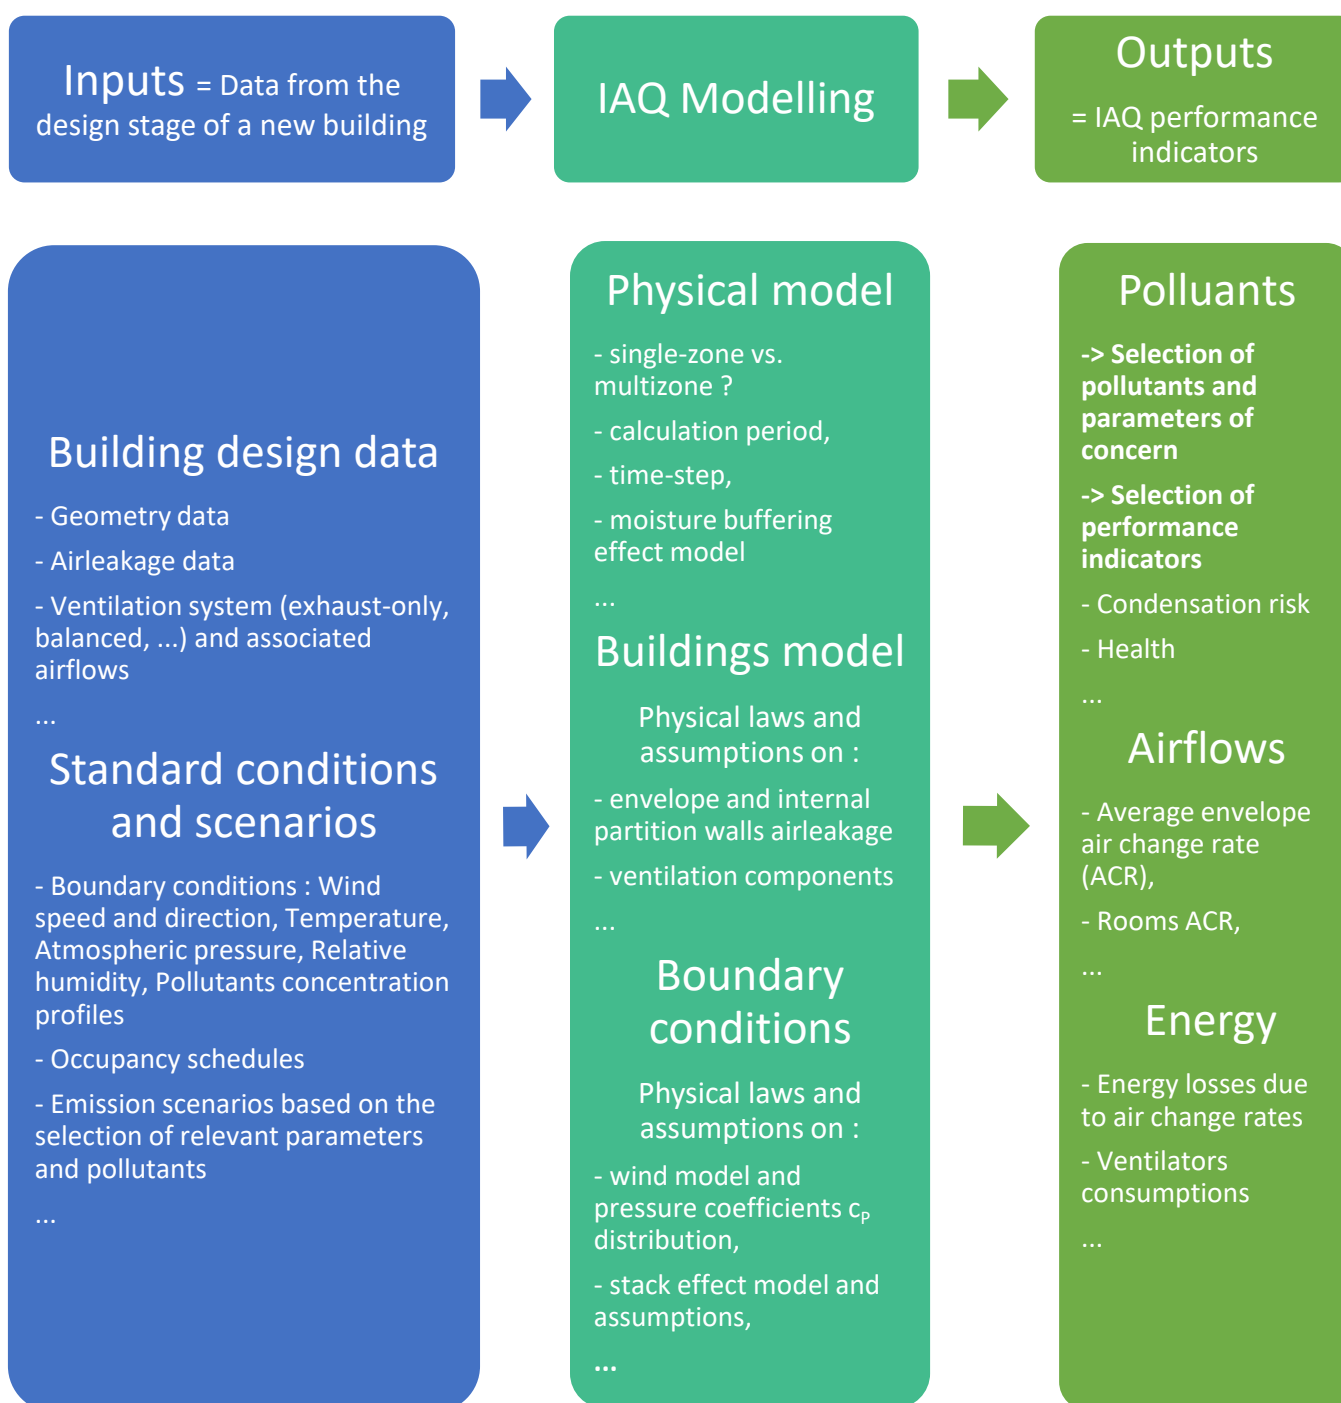 Inputs = Data from the
design stage of a new building
IAQ Modelling
Outputs
= IAQ performance
indicators
Building design data
- Geometry data
- Airleakage data
- Ventilation system (exhaust-only,
balanced, ...) and associated
airflows
...
Standard conditions
and scenarios
- Boundary conditions : Wind
speed and direction, Temperature,
Atmospheric pressure, Relative
humidity, Pollutants concentration
profiles
- Occupancy schedules
- Emission scenarios based on the
selection of relevant parameters
and pollutants
...
Physical model
- single-zone vs.
multizone ?
- calculation period,
- time-step,
- moisture buffering
effect model
...
Buildings model
Physical laws and
assumptions on :
- envelope and internal
partition walls airleakage
- ventilation components
...
Boundary
conditions
Physical laws and
assumptions on :
- wind model and
pressure coefficients cP
distribution,
- stack effect model and
assumptions,
...
Polluants
-> Selection of
pollutants and
parameters of
concern
-> Selection of
performance
indicators
- Condensation risk
- Health
...
Airflows
- Average envelope
air change rate
(ACR),
- Rooms ACR,
...
Energy
- Energy losses due
to air change rates
- Ventilators
consumptions
...